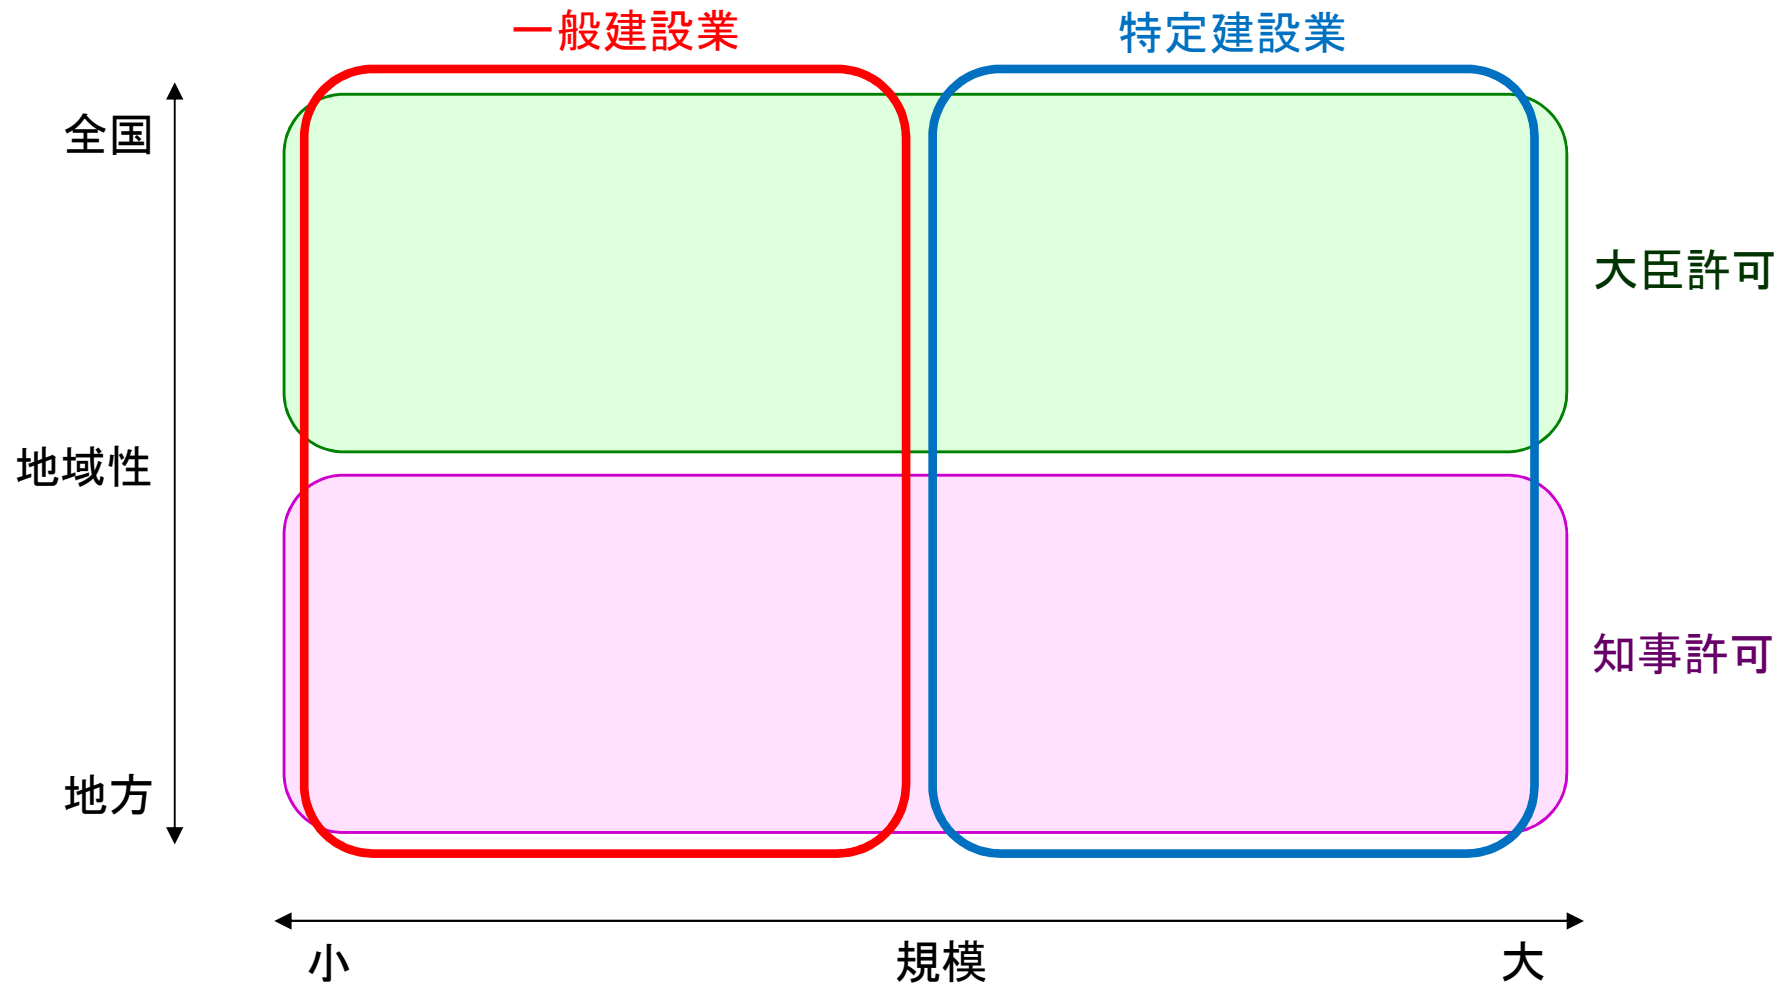 一般建設業
特定建設業
全国
大臣許可
地域性
知事許可
地方
小
規模
大